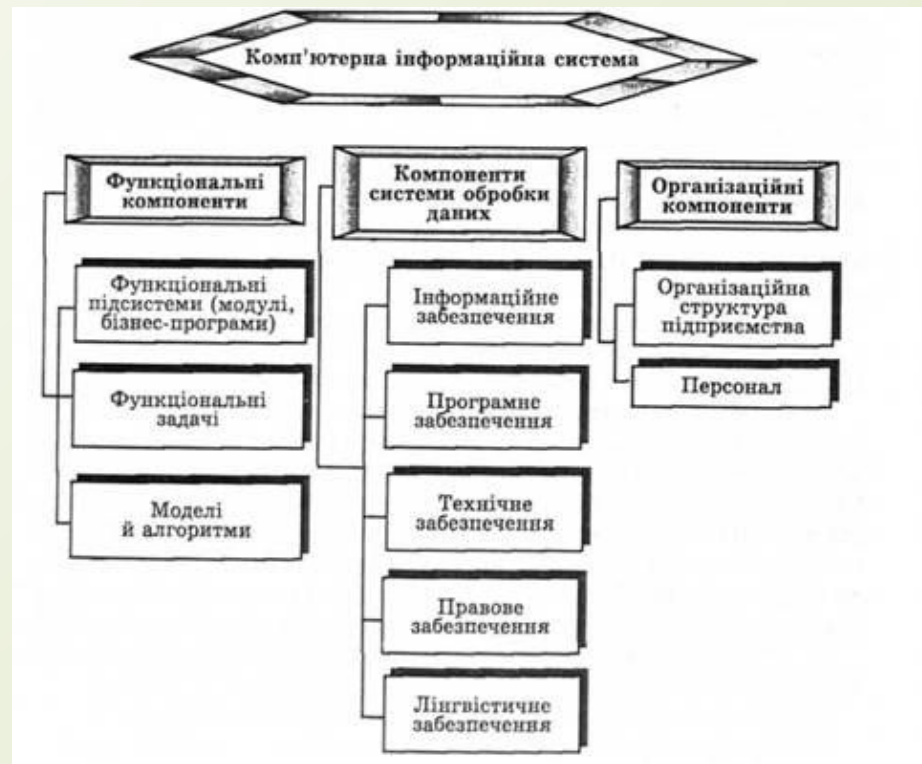 Комп’ютерна інформаційна система
Функціональні
компоненти
Функціональні
підсистеми (модулі,
бізнес-програми)
Функціональні
задачі
Моделі
й алгоритми
Компоненти
системи обробки
даних
Інформаційне
забезпечення
Програмне
забезпечення
Технічне
забезпечення
Правове
забезпечення
Лінгвістичне
забезпечення
Організаційні
компоненти
Організаційна
структура
підприємства
Персонал